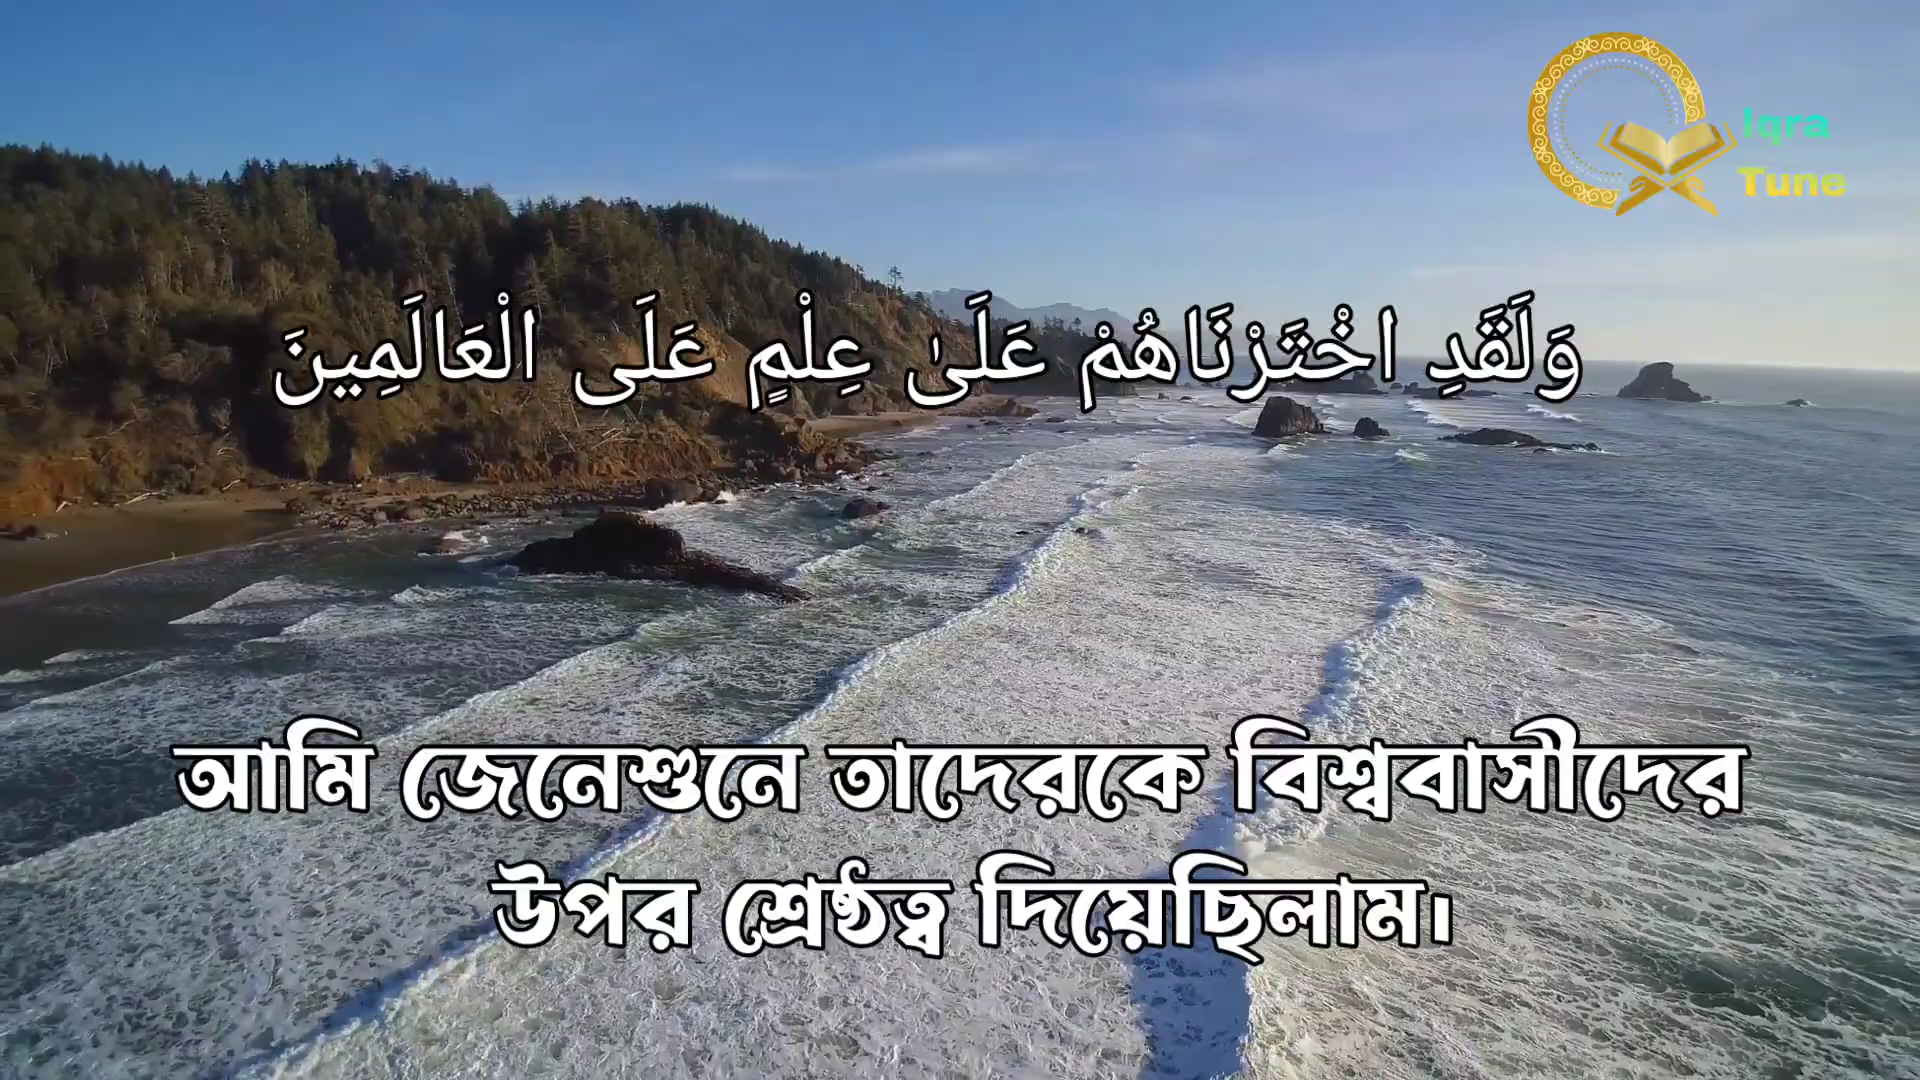 Iqra
Tune
وَلَقَدِ اخْتَرْنَاهُمْ عَلَىٰ عِلْمٍ عَلَى الْعَالَمِينَ
আমি জেনেশুনে তাদেরকে বিশ্ববাসীদের
উপর শ্রেষ্ঠত্ব দিয়েছিলাম।